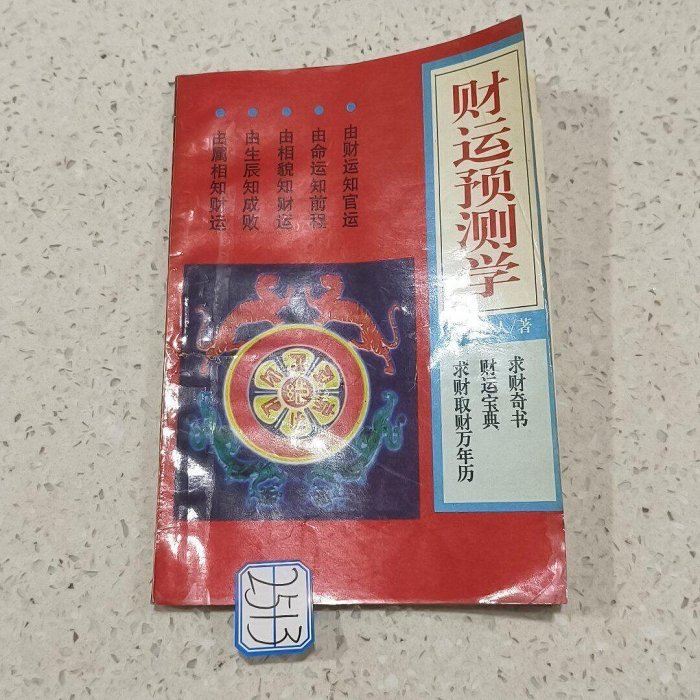 财运预测学
人/著
求财奇书
财运宝典
求财取财万年历
由财运知官运
由命运知前程
由相貌知财运
由生辰知成败
由属相知财运
2513